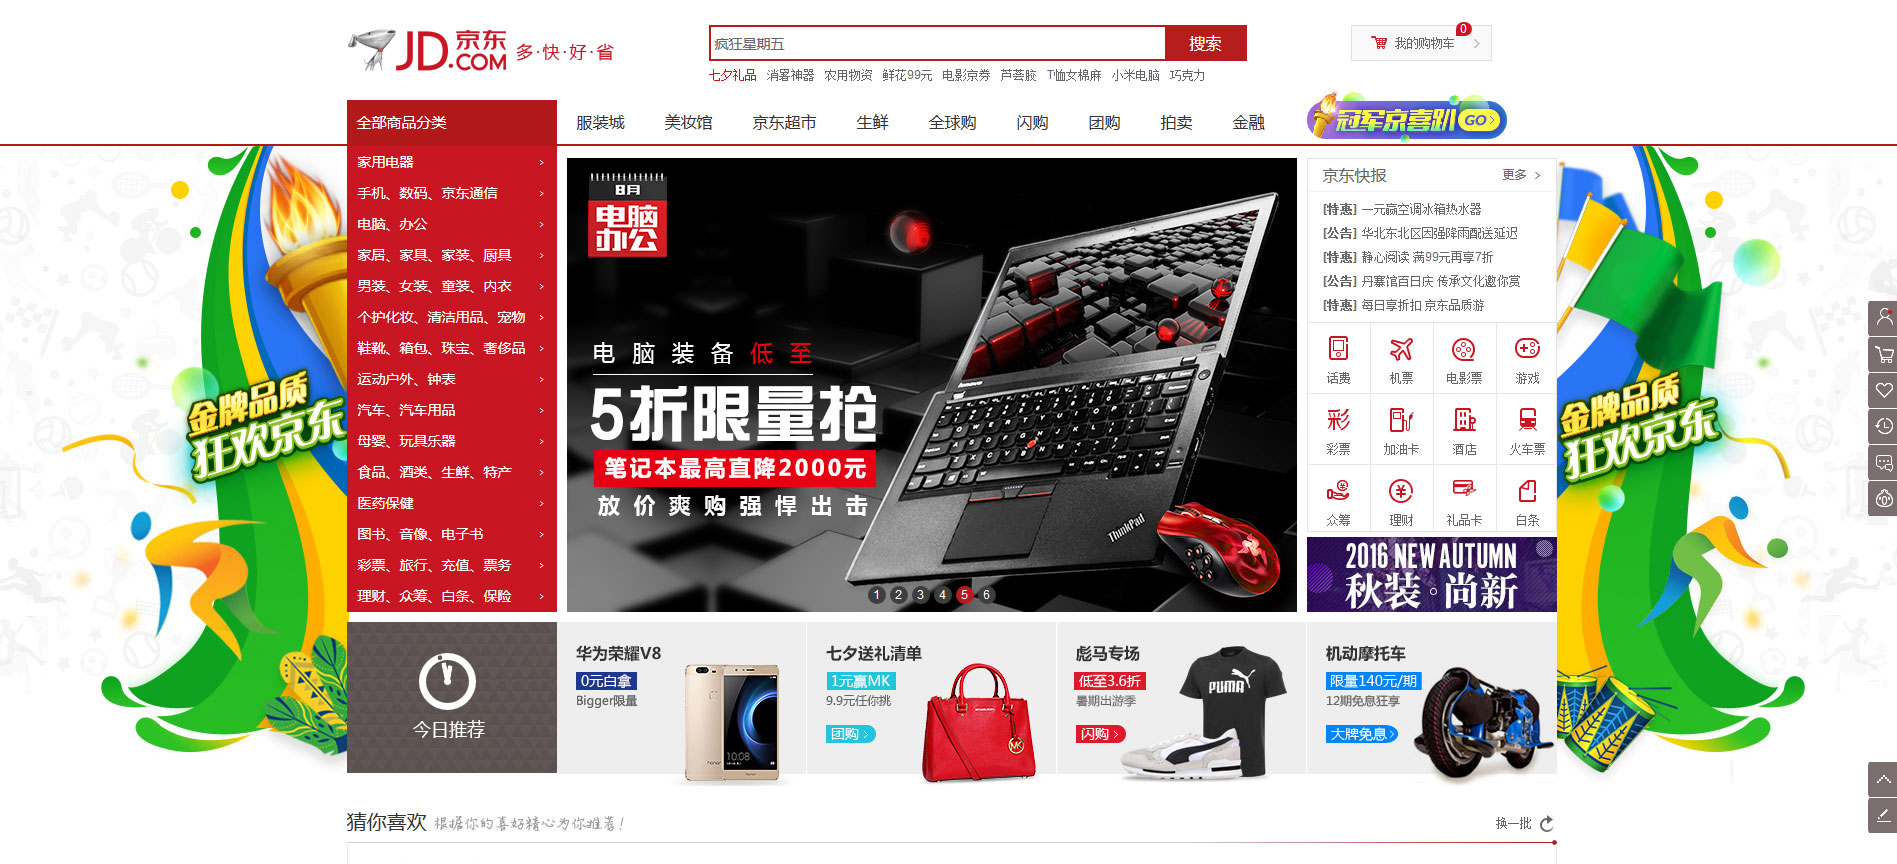 JD.COM 京东 多·快·好·省
疯狂星期五 搜索
0
我的购物车
七夕礼品 消暑神器 农用物资 鲜花99元 电影京券 芦荟胶 T恤女棉麻 小米电脑 巧克力
全部商品分类 服装城 美妆馆 京东超市 生鲜 全球购 闪购 团购 拍卖 金融 冠军京喜趴 GO
家用电器
手机、数码、京东通信
电脑、办公
家居、家具、家装、厨具
男装、女装、童装、内衣
个护化妆、清洁用品、宠物
鞋靴、箱包、珠宝、奢侈品
运动户外、钟表
汽车、汽车用品
母婴、玩具乐器
食品、酒类、生鲜、特产
医药保健
图书、音像、电子书
彩票、旅行、充值、票务
理财、众筹、白条、保险
金牌品质
狂欢京东
8月
电脑
办公
电脑装备低至
5折限量抢
笔记本最高直降2000元
放价爽购强悍出击
ThinkPad
1 2 3 4 5 6
京东快报 更多
[特惠] 一元赢空调冰箱热水器
[公告] 华北东北区因强降雨配送延迟
[特惠] 静心阅读 满99元再享7折
[公告] 丹寨馆百日庆 传承文化邀你赏
[特惠] 每日享折扣 京东品质游
话费 机票 电影票 游戏
彩
彩票 加油卡 酒店 火车票
众筹 理财 礼品卡 白条
2016 NEW AUTUMN
秋装。尚新
金牌品质
狂欢京东
今日推荐
华为荣耀V8
0元白拿
Bigger限量
10:08
honor
honor
七夕送礼清单
1元赢MK
9.9元任你挑
团购
MK
彪马专场
低至3.6折
暑期出游季
闪购
PUMA
机动摩托车
限量140元/期
12期免息狂享
大牌免息
猜你喜欢 根据你的喜好精心为你推荐！
换一批